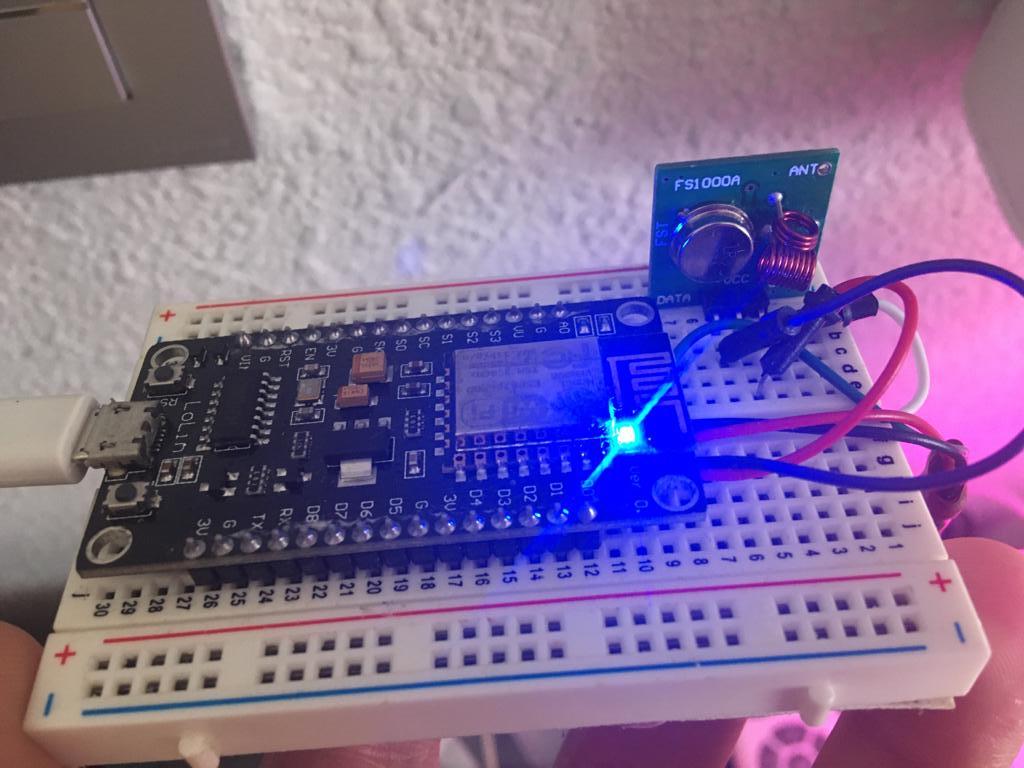 FS1000A
ANT
FST
VCC
DATA
+
VIN
G
RST
EN
3V
G
SK
SO
SC
S1
S2
S3
VU
G
A0
LoLin
3V
G
TX
RX
D8
D7
D6
D5
G
3V
D4
D3
D2
D1
b
c
d
e
g
i
j
j
30 29 28 27 26 25 24 23 22 21 20 19 18 17 16 15 14 13 12 11 10 9 8 7 6 5 4 3 2 1
+
-
+
-